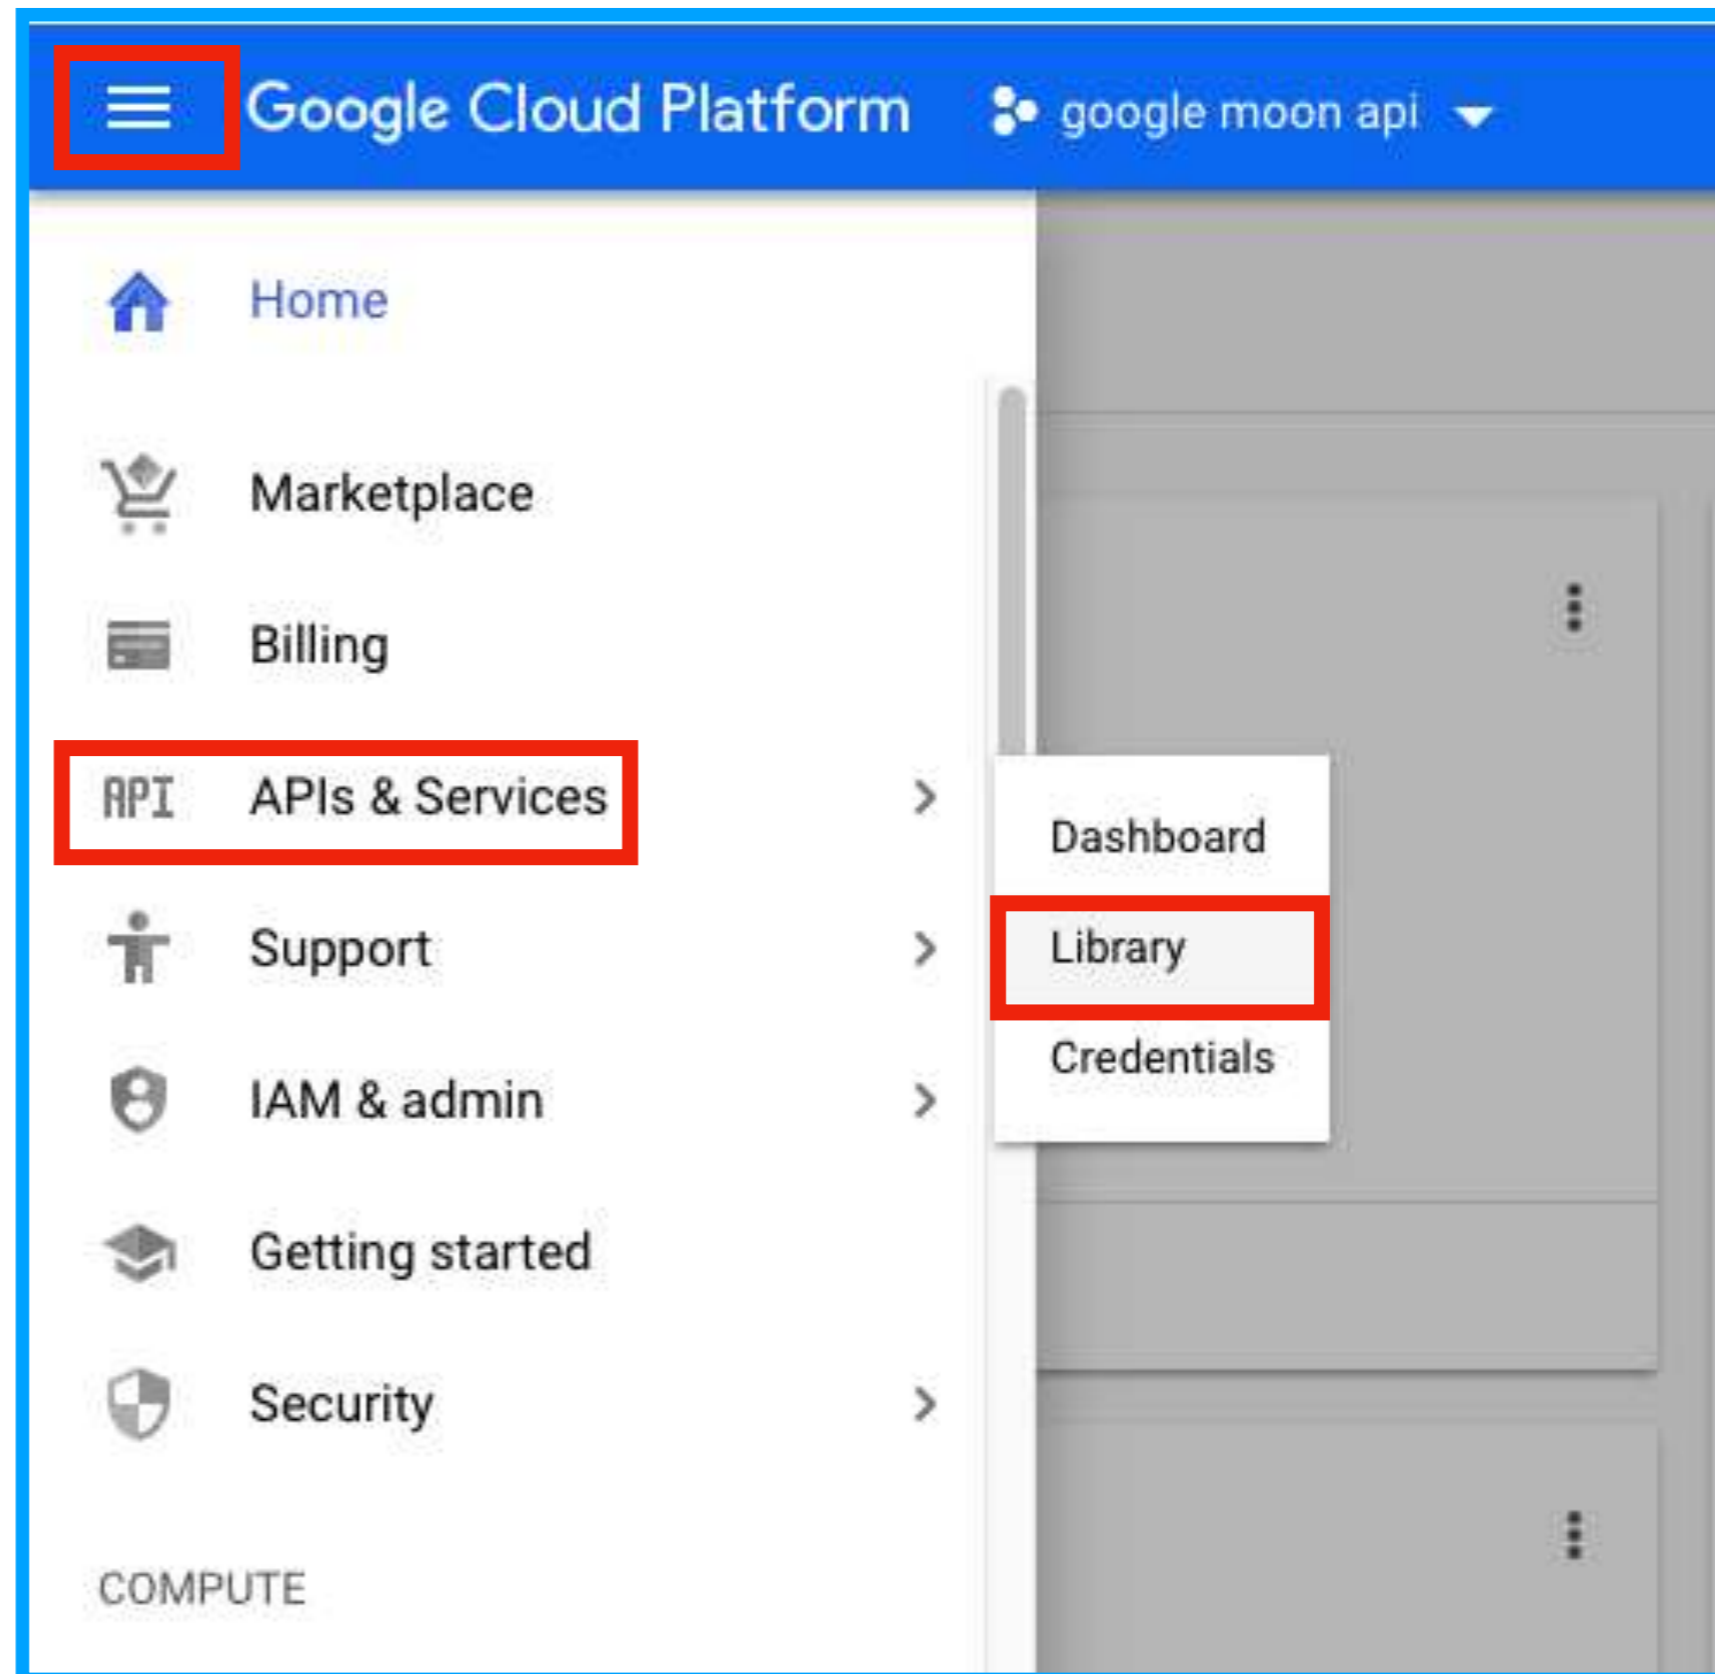 Google Cloud Platform google moon api
Home
Marketplace
Billing
API APIs & Services
Dashboard
Support
Library
IAM & admin
Credentials
Getting started
Security
COMPUTE